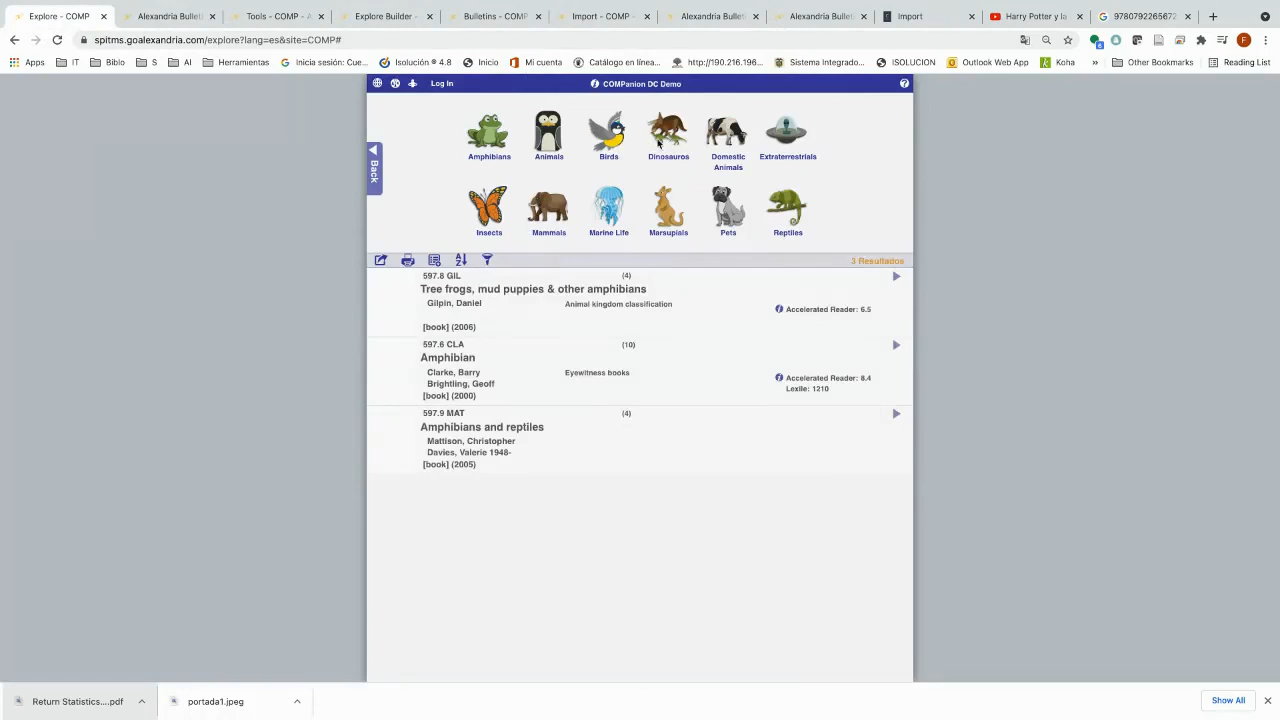 Explore - COMP
Alexandria Bullet
Tools - COMP - A
Explore Builder -
Bulletins - COMP
Import - COMP -
Alexandria Bullet
Alexandria Bullet
Import
Harry Potter y la
9780792265672
spitms.goalexandria.com/explore?lang=es&site=COMP#
F
Apps IT Biblio S AI Herramientas Inicia sesión: Cue... Isolución ® 4.8 Inicio Mi cuenta Catálogo en línea... http://190.216.196... Sistema Integrado... ISOLUCION Outlook Web App Koha » Other Bookmarks Reading List
Log In COMPanion DC Demo
Back
Amphibians Animals Birds Dinosauros Domestic Animals Extraterrestrials
Insects Mammals Marine Life Marsupials Pets Reptiles
3 Resultados
597.8 GIL (4)
Tree frogs, mud puppies & other amphibians
Gilpin, Daniel Animal kingdom classification
Accelerated Reader: 6.5
[book] (2006)
597.6 CLA (10)
Amphibian
Clarke, Barry Eyewitness books
Accelerated Reader: 8.4
Brightling, Geoff
Lexile: 1210
[book] (2000)
597.9 MAT (4)
Amphibians and reptiles
Mattison, Christopher
Davies, Valerie 1948-
[book] (2005)
Return Statistics....pdf portada1.jpeg Show All